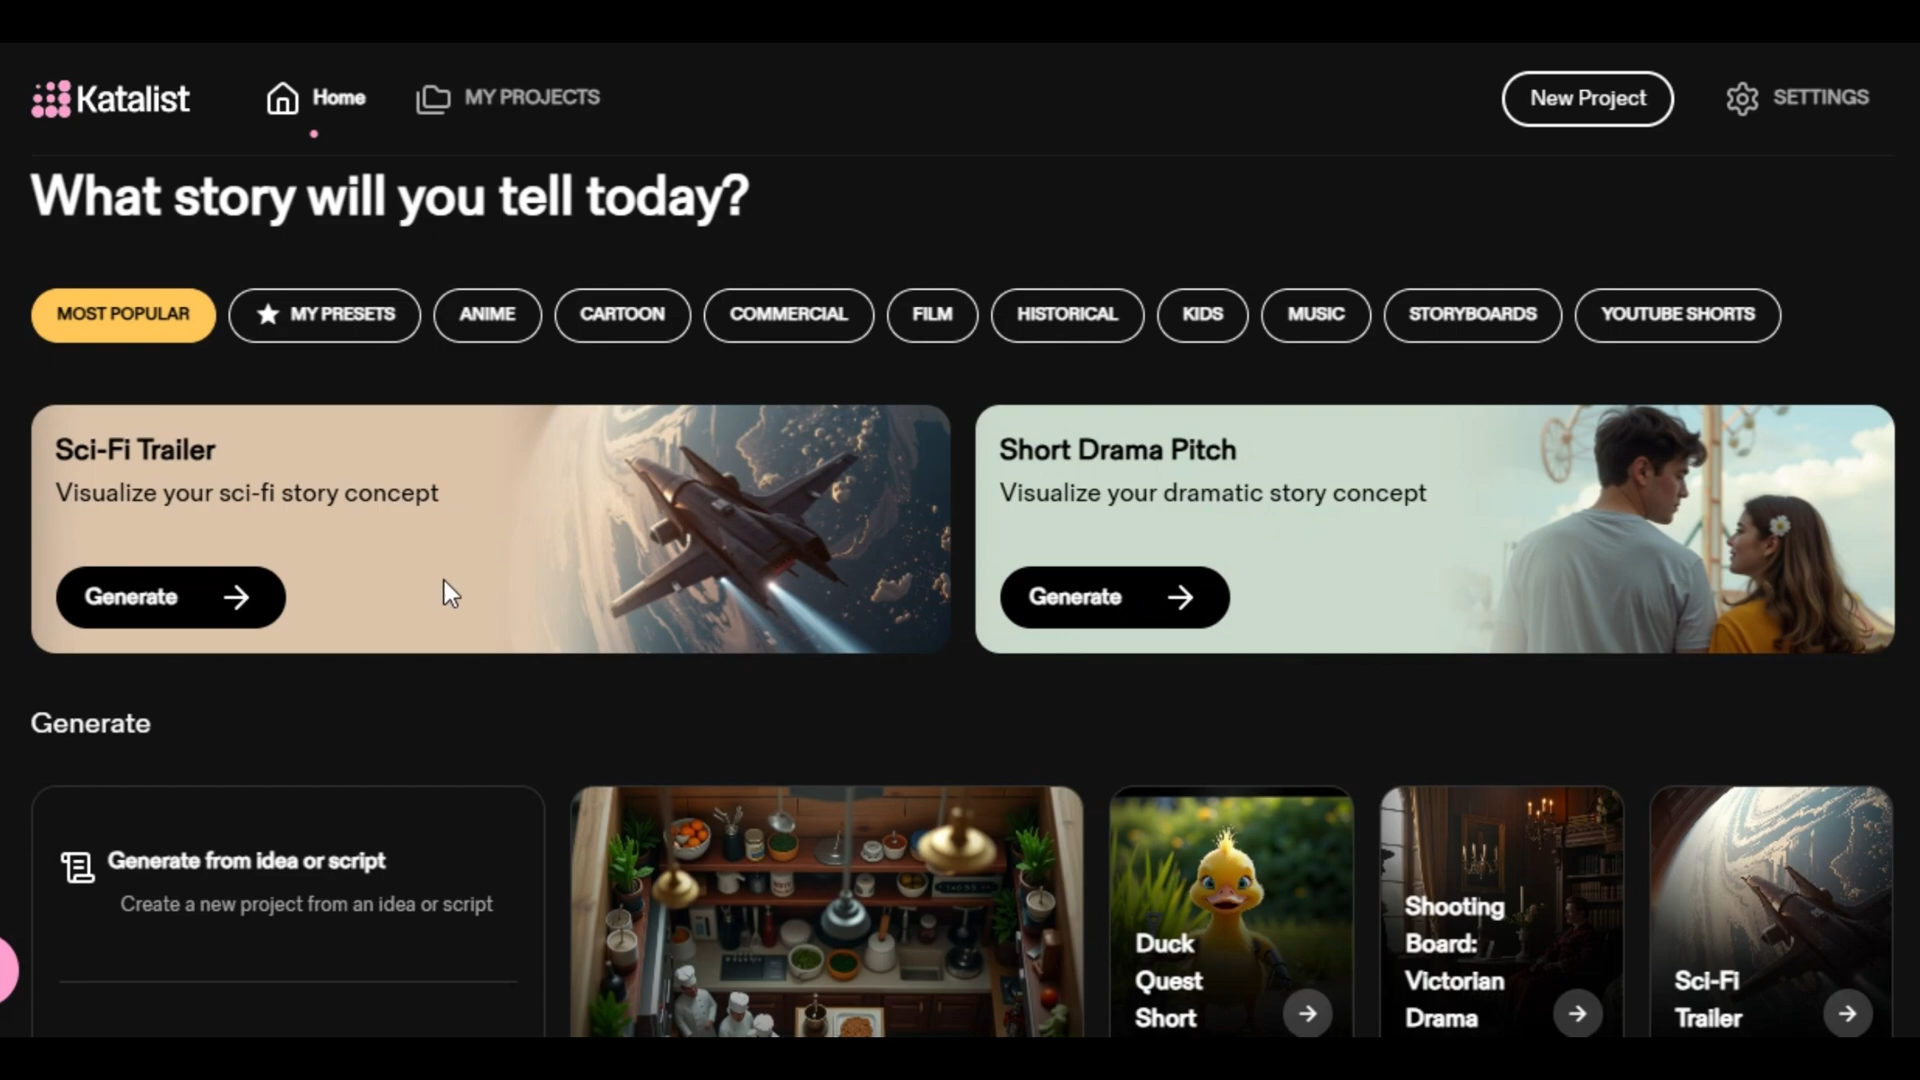 Katalist
Home
MY PROJECTS
New Project
SETTINGS
What story will you tell today?
MOST POPULAR
MY PRESETS
ANIME
CARTOON
COMMERCIAL
FILM
HISTORICAL
KIDS
MUSIC
STORYBOARDS
YOUTUBE SHORTS
Sci-Fi Trailer
Visualize your sci-fi story concept
Generate
Short Drama Pitch
Visualize your dramatic story concept
Generate
Generate
Generate from idea or script
Create a new project from an idea or script
Duck
Quest
Short
Shooting
Board:
Victorian
Drama
Sci-Fi
Trailer